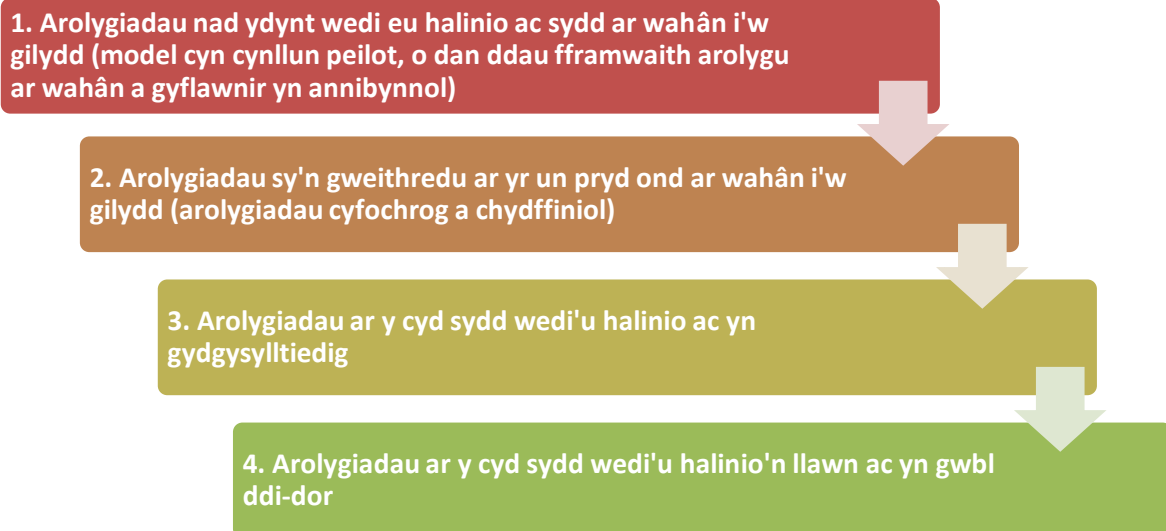 1. Arolygiadau nad ydynt wedi eu halinio ac sydd ar wahân i'w
gilydd (model cyn cynllun peilot, o dan ddau fframwaith arolygu
ar wahân a gyflawnir yn annibynnol)
2. Arolygiadau sy'n gweithredu ar yr un pryd ond ar wahân i'w
gilydd (arolygiadau cyfochrog a chydffiniol)
3. Arolygiadau ar y cyd sydd wedi'u halinio ac yn
gydgysylltiedig
4. Arolygiadau ar y cyd sydd wedi'u halinio'n llawn ac yn gwbl
ddi-dor